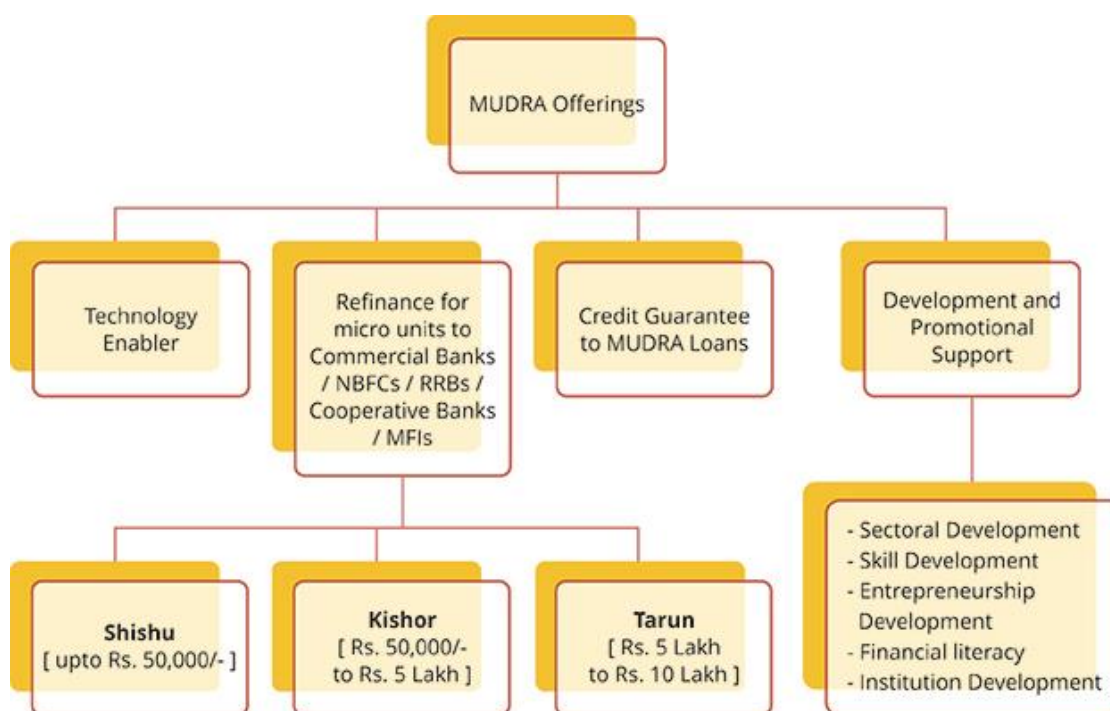 MUDRA Offerings
Technology
Enabler
Refinance for
micro units to
Commercial Banks
/ NBFCs / RRBs /
Cooperative Banks
/ MFIs
Credit Guarantee
to MUDRA Loans
Development and
Promotional
Support
Shishu
[ upto Rs. 50,000/- ]
Kishor
[ Rs. 50,000/-
to Rs. 5 Lakh ]
Tarun
[ Rs. 5 Lakh
to Rs. 10 Lakh ]
- Sectoral Development
- Skill Development
- Entrepreneurship
Development
- Financial literacy
- Institution Development